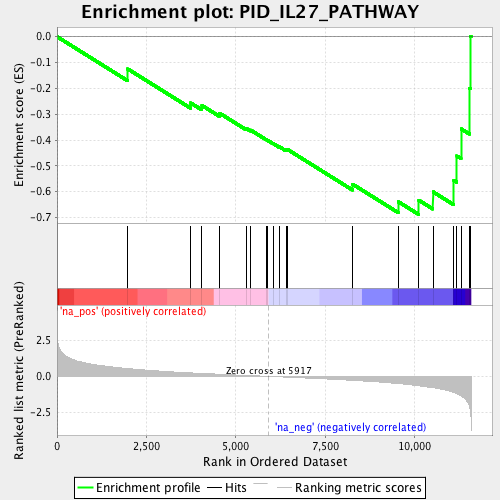 Enrichment plot: PID_IL27_PATHWAY
Enrichment score (ES)
0.0
-0.1
-0.2
-0.3
-0.4
-0.5
-0.6
-0.7
'na_pos' (positively correlated)
Ranked list metric (PreRanked)
2.5
0.0
-2.5
Zero cross at 5917
'na_neg' (negatively correlated)
0
2,500
5,000
7,500
10,000
Rank in Ordered Dataset
Enrichment profile
Hits
Ranking metric scores